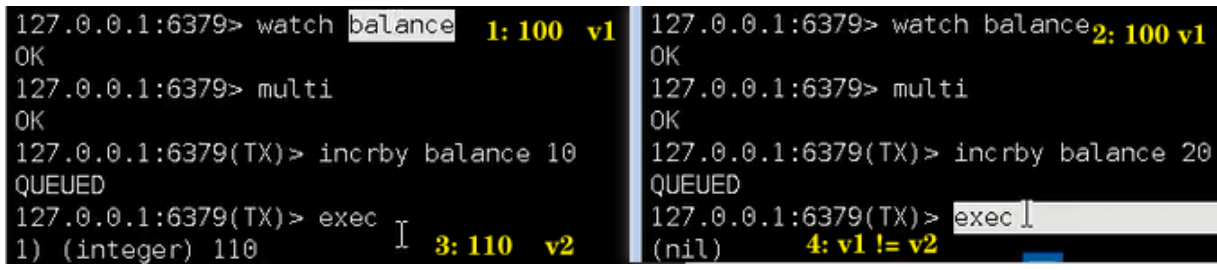 127.0.0.1:6379> watch balance 1: 100 v1
OK
127.0.0.1:6379> multi
OK
127.0.0.1:6379(TX)> incrby balance 10
QUEUED
127.0.0.1:6379(TX)> exec
1) (integer) 110 3: 110 v2
127.0.0.1:6379> watch balance 2: 100 v1
OK
127.0.0.1:6379> multi
OK
127.0.0.1:6379(TX)> incrby balance 20
QUEUED
127.0.0.1:6379(TX)> exec
(nil) 4: v1 != v2